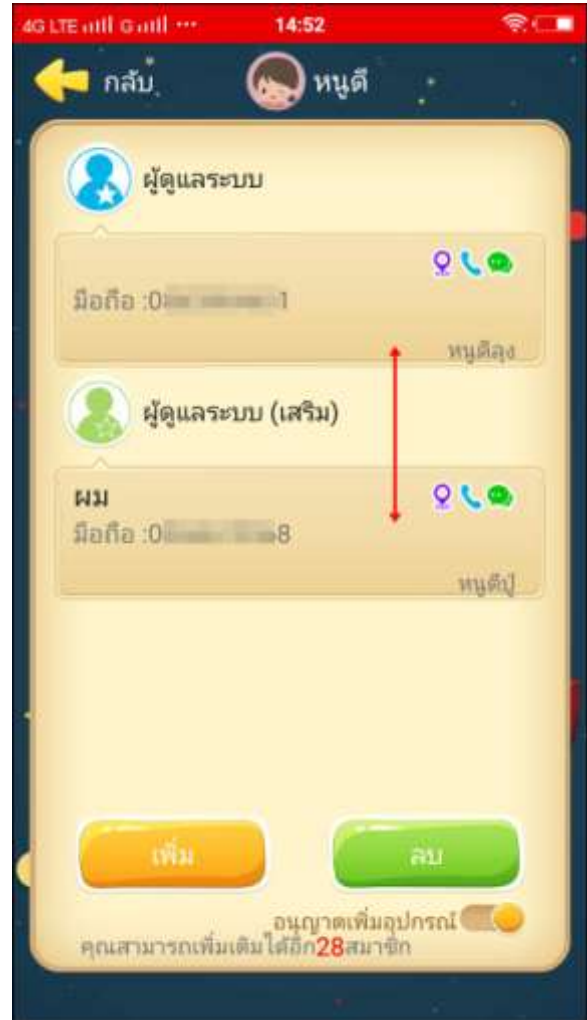 4G LTE G ... 14:52
กลับ หนูดี
ผู้ดูแลระบบ
มือถือ :0 1
หนูดีลุง
ผู้ดูแลระบบ (เสริม)
ผม
มือถือ :0 8
หนูดีปู่
เพิ่ม ลบ
อนุญาตเพิ่มอุปกรณ์
คุณสามารถเพิ่มเติมได้อีก28สมาชิก